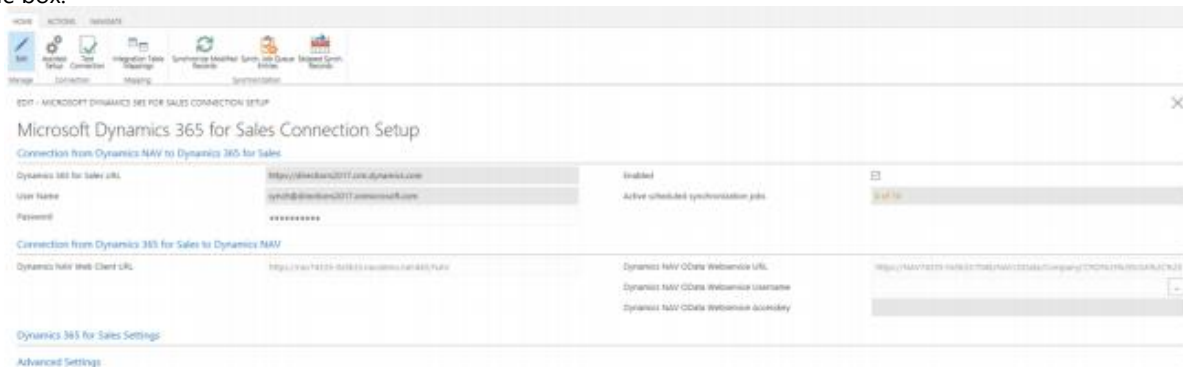 the box.
HOME ACTIONS NAVIGATE
Edit Assisted Setup Test Connection Integration Table Mappings Synchronize Modified Records Synch. Job Queue Entries Skipped Synch. Records
Manage Connection Mapping Synchronization
EDIT - MICROSOFT DYNAMICS 365 FOR SALES CONNECTION SETUP
Microsoft Dynamics 365 for Sales Connection Setup
Connection from Dynamics NAV to Dynamics 365 for Sales
Dynamics 365 for Sales URL https://directions2017.crm.dynamics.com Enabled
User Name synch@directions2017.onmicrosoft.com Active scheduled synchronization jobs
Password **********
Connection from Dynamics 365 for Sales to Dynamics NAV
Dynamics NAV Web Client URL Dynamics NAV OData Webservice URL
Dynamics NAV OData Webservice Username
Dynamics NAV OData Webservice Accesskey
Dynamics 365 for Sales Settings
Advanced Settings